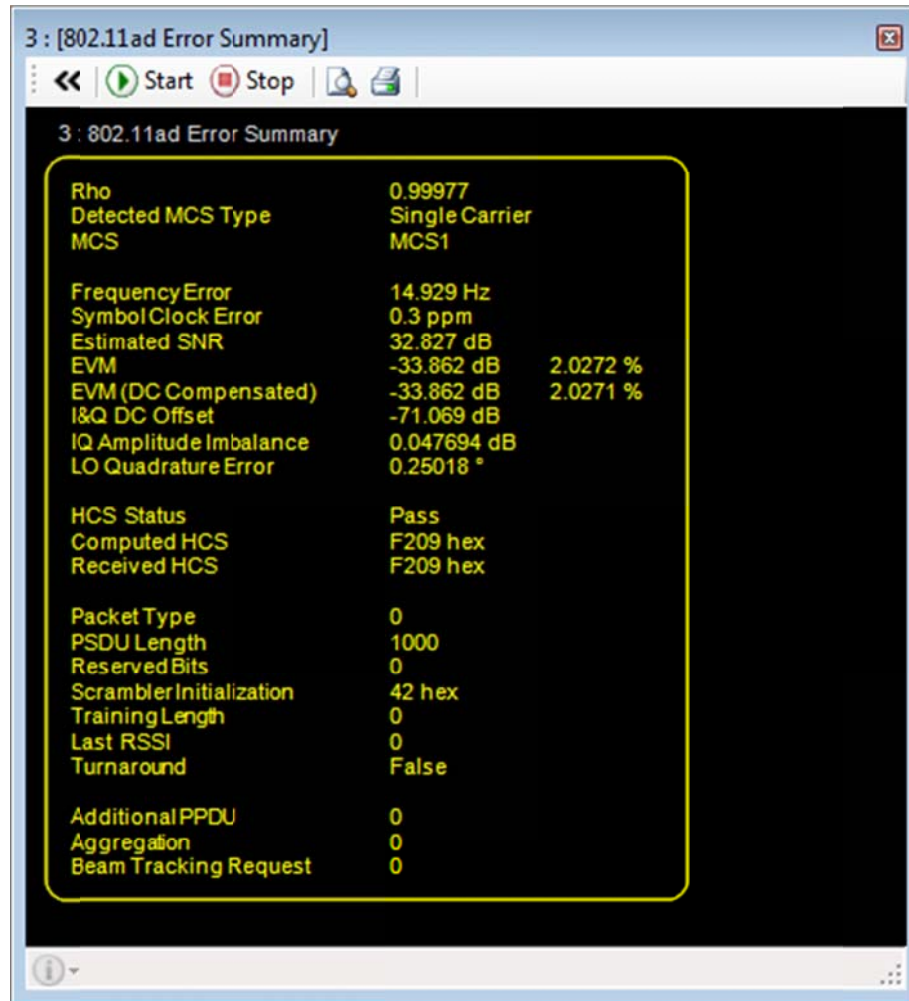 3 : [802.11ad Error Summary]
Start Stop
3 : 802.11ad Error Summary
Rho 0.99977
Detected MCS Type Single Carrier
MCS MCS1
Frequency Error 14.929 Hz
Symbol Clock Error 0.3 ppm
Estimated SNR 32.827 dB
EVM -33.862 dB 2.0272 %
EVM (DC Compensated) -33.862 dB 2.0271 %
I&Q DC Offset -71.069 dB
IQ Amplitude Imbalance 0.047694 dB
LO Quadrature Error 0.25018 °
HCS Status Pass
Computed HCS F209 hex
Received HCS F209 hex
Packet Type 0
PSDU Length 1000
Reserved Bits 0
Scrambler Initialization 42 hex
Training Length 0
Last RSSI 0
Turnaround False
Additional PPDU 0
Aggregation 0
Beam Tracking Request 0